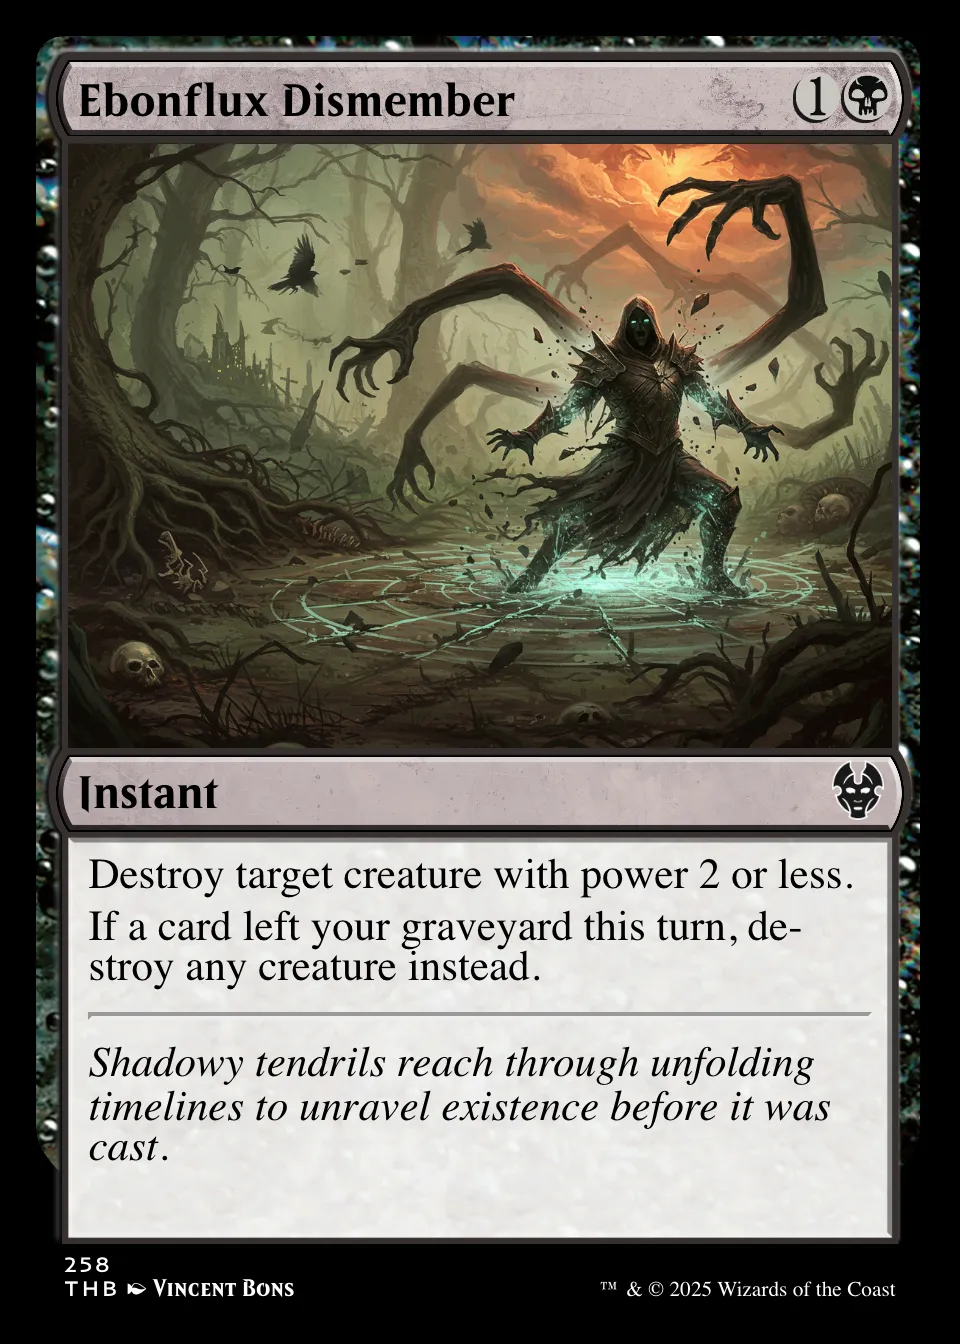 Ebonflux Dismember
1
Instant
Destroy target creature with power 2 or less.
If a card left your graveyard this turn, de-
stroy any creature instead.
Shadowy tendrils reach through unfolding
timelines to unravel existence before it was
cast.
258
THB VINCENT BONS
™ & © 2025 Wizards of the Coast